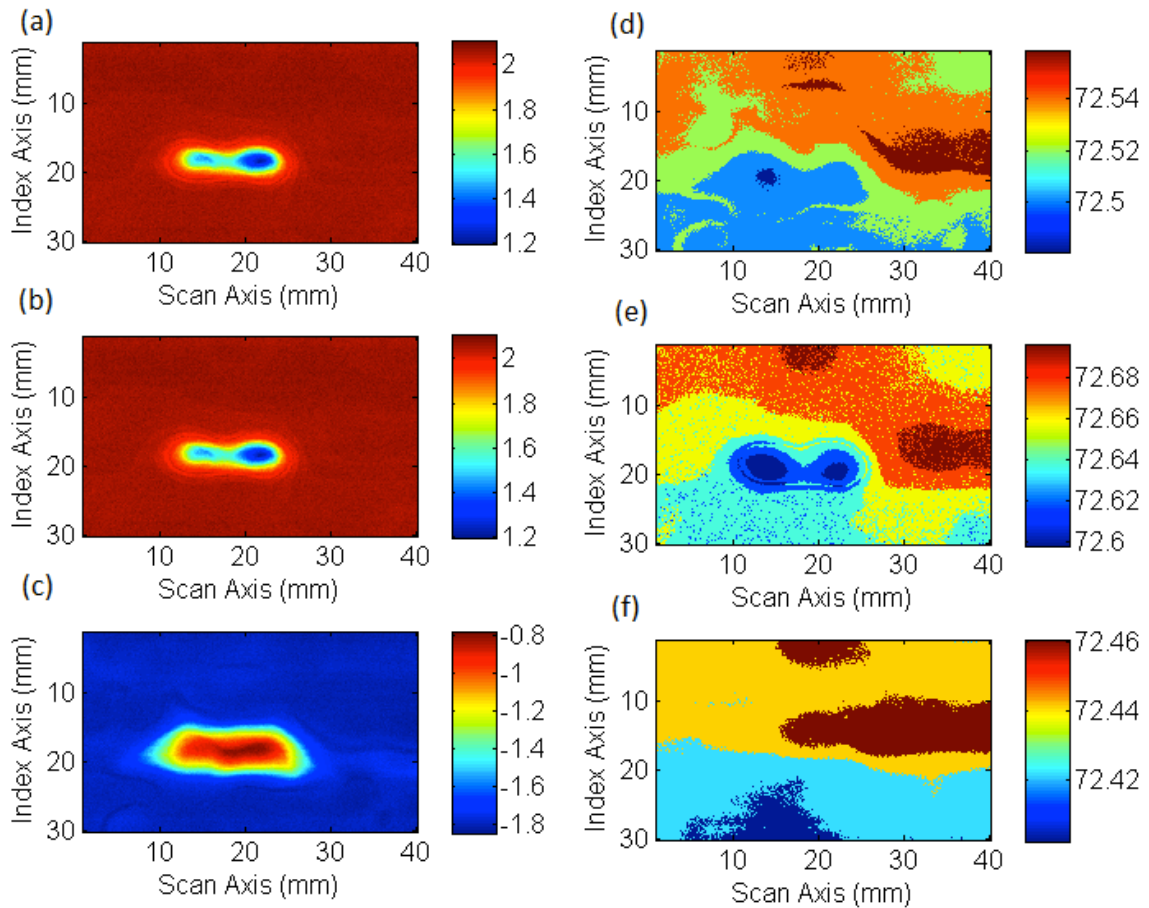 (a)
Index Axis (mm)
10
20
30
10 20 30 40
Scan Axis (mm)
2
1.8
1.6
1.4
1.2
(b)
Index Axis (mm)
10
20
30
10 20 30 40
Scan Axis (mm)
2
1.8
1.6
1.4
1.2
(c)
Index Axis (mm)
10
20
30
10 20 30 40
Scan Axis (mm)
-0.8
-1
-1.2
-1.4
-1.6
-1.8
(d)
Index Axis (mm)
10
20
30
10 20 30 40
Scan Axis (mm)
72.54
72.52
72.5
(e)
Index Axis (mm)
10
20
30
10 20 30 40
Scan Axis (mm)
72.68
72.66
72.64
72.62
72.6
(f)
Index Axis (mm)
10
20
30
10 20 30 40
Scan Axis (mm)
72.46
72.44
72.42